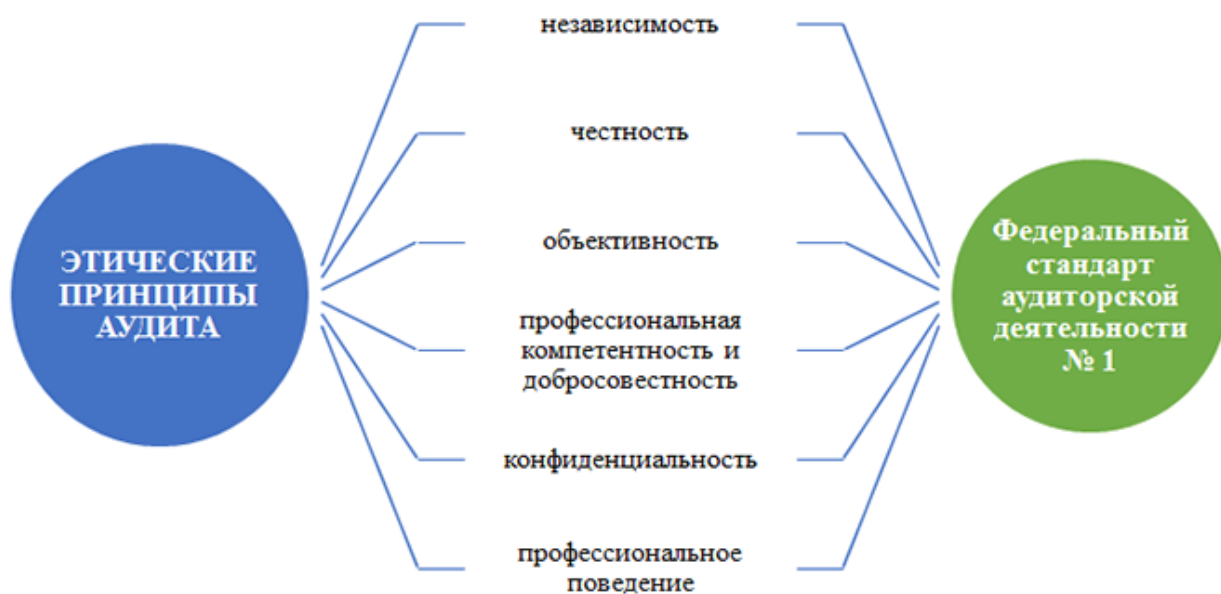 ЭТИЧЕСКИЕ
ПРИНЦИПЫ
АУДИТА
независимость
честность
объективность
профессиональная
компетентность и
добросовестность
конфиденциальность
профессиональное
поведение
Федеральный
стандарт
аудиторской
деятельности
№ 1